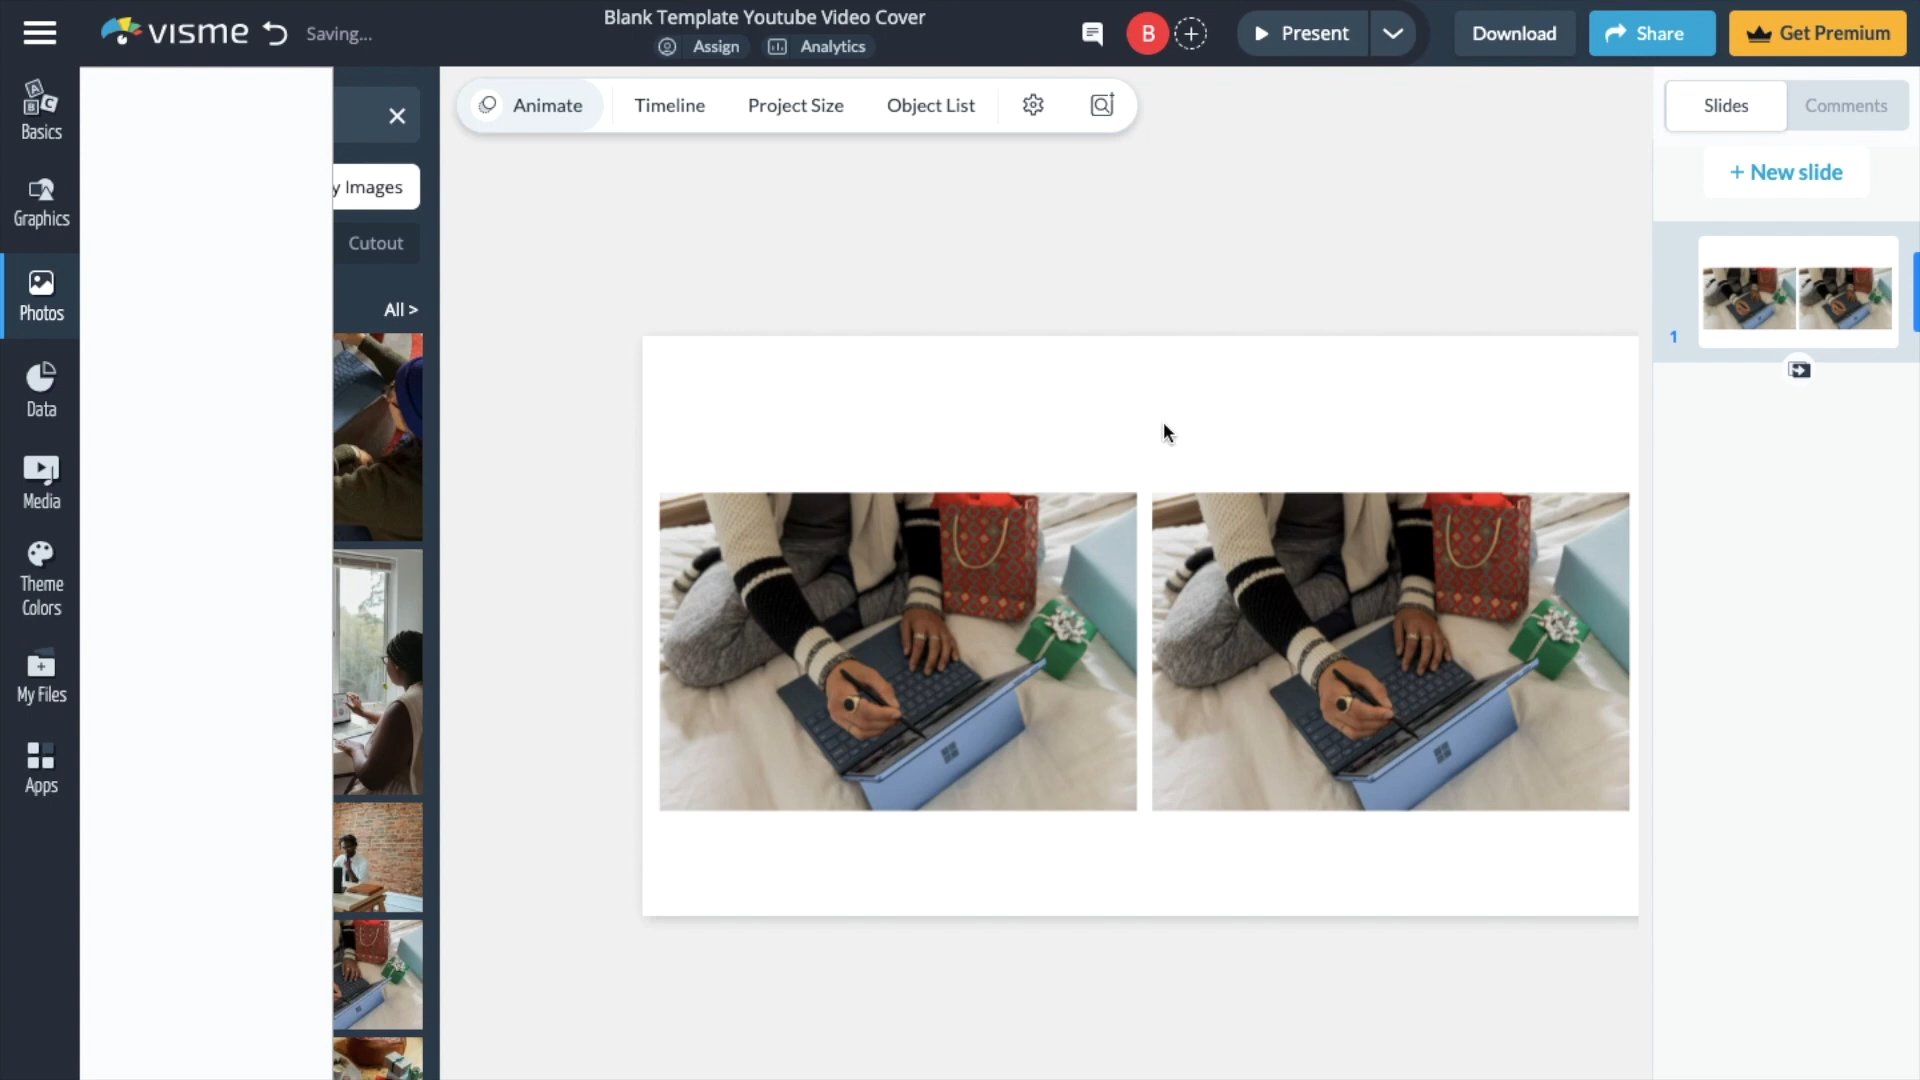 visme
Saving...
Blank Template Youtube Video Cover
Assign
Analytics
B
Present
Download
Share
Get Premium
Basics
Graphics
Photos
Data
Media
Theme
Colors
My Files
Apps
y Images
Cutout
All >
Animate
Timeline
Project Size
Object List
Slides
Comments
+ New slide
1